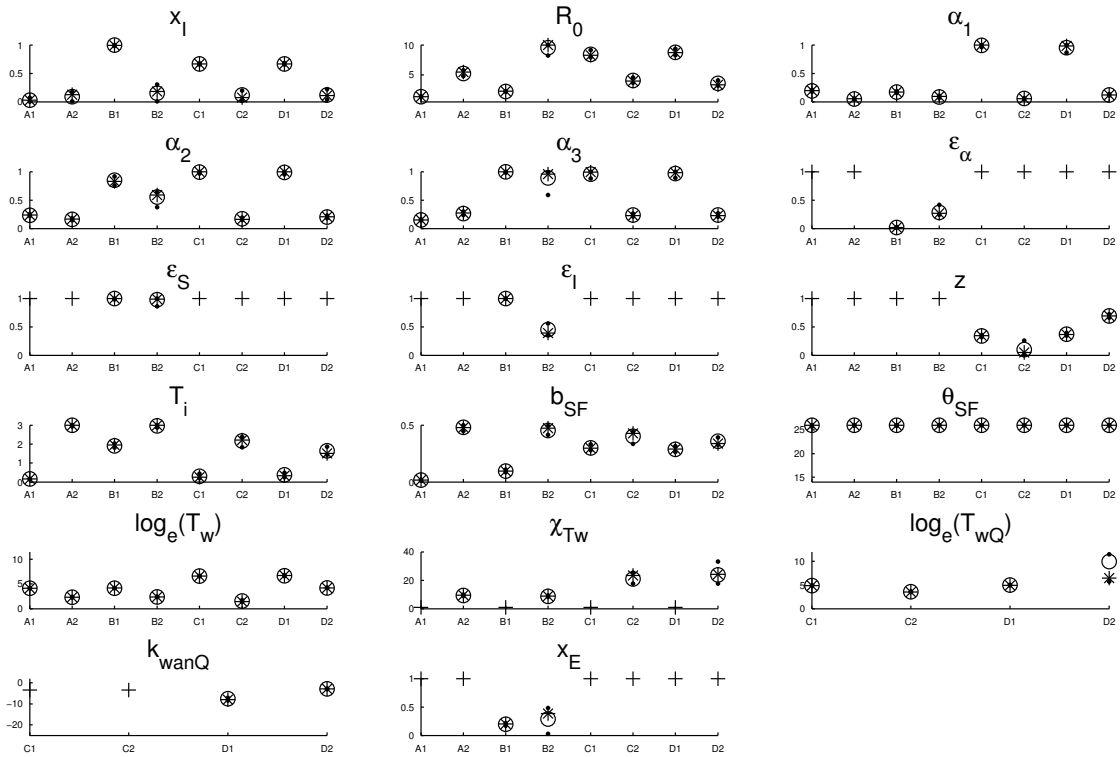 x_I R_0 α_1
1 0.5 0 A1 A2 B1 B2 C1 C2 D1 D2
10 5 0 A1 A2 B1 B2 C1 C2 D1 D2
1 0.5 0 A1 A2 B1 B2 C1 C2 D1 D2
α_2 α_3 ε_α
1 0.5 0 A1 A2 B1 B2 C1 C2 D1 D2
1 0.5 0 A1 A2 B1 B2 C1 C2 D1 D2
1 0.5 0 A1 A2 B1 B2 C1 C2 D1 D2
ε_S ε_I z
1 0.5 0 A1 A2 B1 B2 C1 C2 D1 D2
1 0.5 0 A1 A2 B1 B2 C1 C2 D1 D2
1 0.5 0 A1 A2 B1 B2 C1 C2 D1 D2
T_i b_SF θ_SF
3 2 1 0 A1 A2 B1 B2 C1 C2 D1 D2
0.5 0 A1 A2 B1 B2 C1 C2 D1 D2
25 20 15 A1 A2 B1 B2 C1 C2 D1 D2
log_e(T_w) χ_Tw log_e(T_wQ)
10 5 0 A1 A2 B1 B2 C1 C2 D1 D2
40 20 0 A1 A2 B1 B2 C1 C2 D1 D2
10 5 0 C1 C2 D1 D2
k_wanQ x_E
0 −10 −20 C1 C2 D1 D2
1 0.5 0 A1 A2 B1 B2 C1 C2 D1 D2